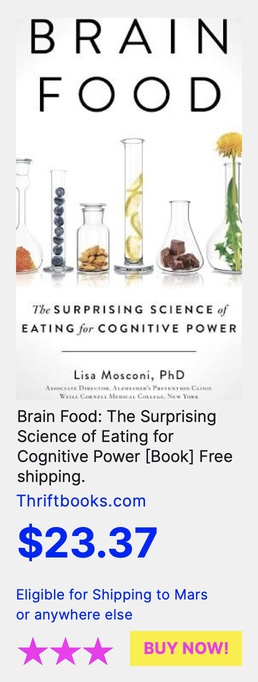 BRAIN
FOOD
The SURPRISING SCIENCE of
EATING for COGNITIVE POWER
Lisa Mosconi, PhD
Associate Director, Alzheimer's Prevention Clinic
Weill Cornell Medical College, New York
Brain Food: The Surprising
Science of Eating for
Cognitive Power [Book] Free
shipping.
Thriftbooks.com
$23.37
Eligible for Shipping to Mars
or anywhere else
BUY NOW!